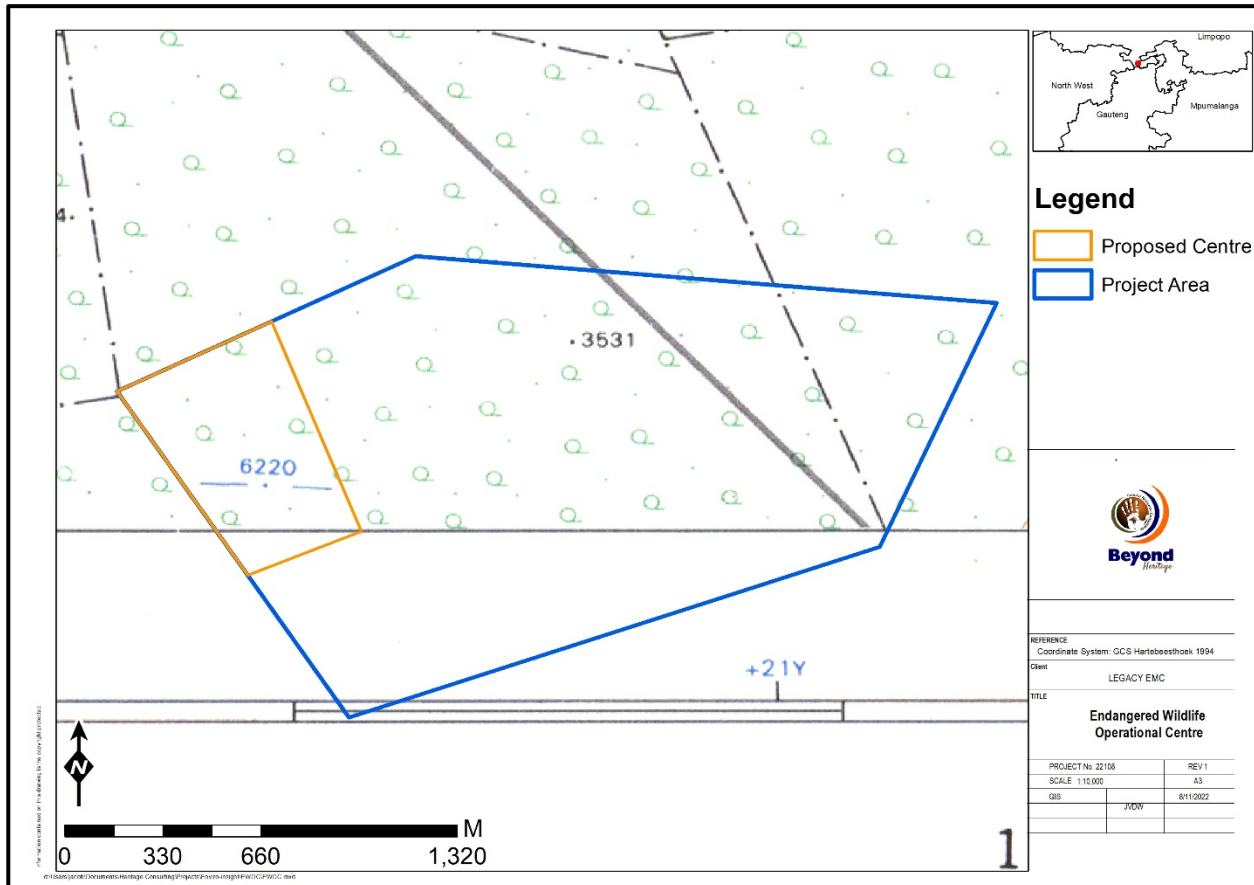 4.
3531
6220
+21Y
1
N
M
0
330
660
1,320
Limpopo
North West
Gauteng
Mpumalanga
Legend
Proposed Centre
Project Area
Beyond
Heritage
REFERENCE
Coordinate System: GCS Hartebeesthoek 1994
Client
LEGACY EMC
TITLE
Endangered Wildlife
Operational Centre
PROJECT No. 22108
REV 1
SCALE 1:10,000
A3
GIS
JVDW
8/11/2022